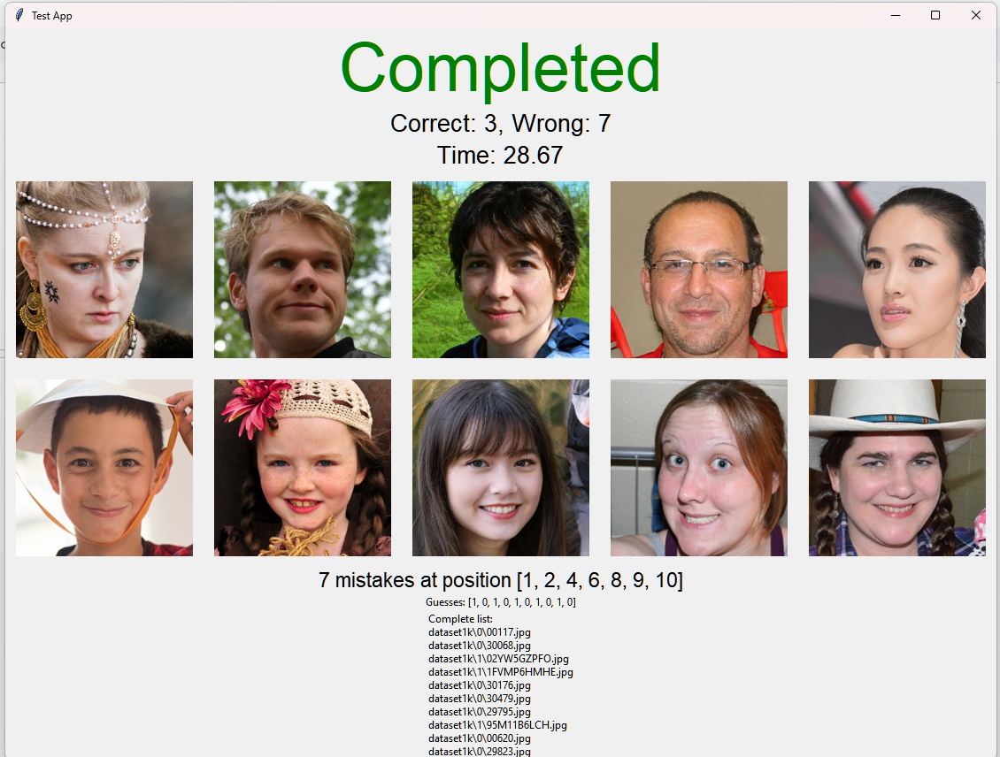 Test App
Completed
Correct: 3, Wrong: 7
Time: 28.67
7 mistakes at position [1, 2, 4, 6, 8, 9, 10]
Guesses: [1, 0, 1, 0, 1, 0, 1, 0, 1, 0]
Complete list:
dataset1k\0\00117.jpg
dataset1k\0\30068.jpg
dataset1k\1\02YW5GZPFO.jpg
dataset1k\1\1FVMP6HMHE.jpg
dataset1k\0\30176.jpg
dataset1k\0\30479.jpg
dataset1k\0\29795.jpg
dataset1k\1\95M11B6LCH.jpg
dataset1k\0\00620.jpg
dataset1k\0\29823.jpg